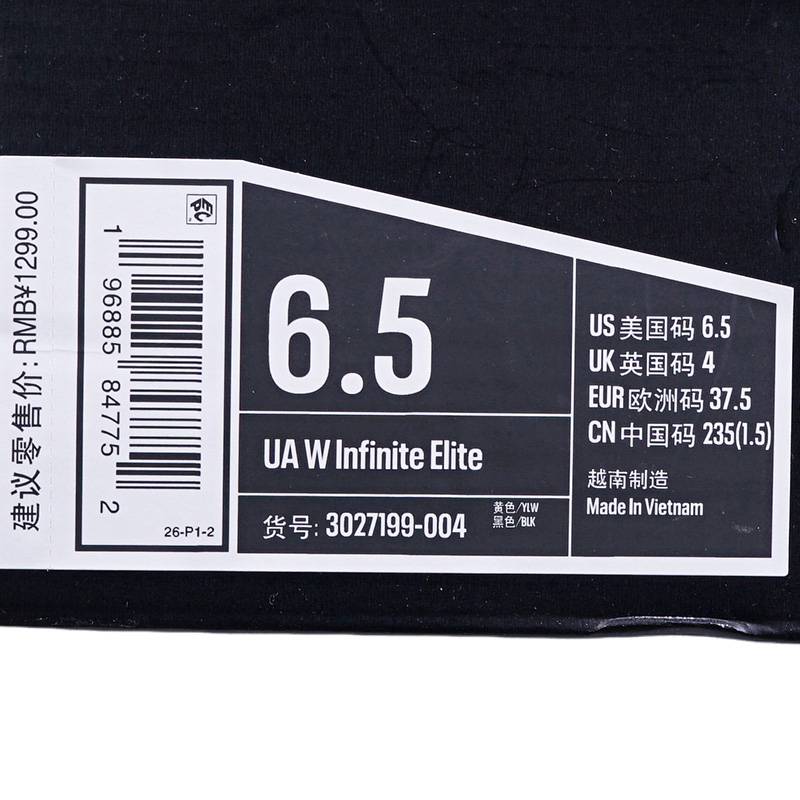 建议零售价: RMB¥1299.00
1 96885 84775 2
EPC
26-P1-2
6.5
UA W Infinite Elite
货号: 3027199-004
黄色/YLW
黑色/BLK
US 美国码 6.5
UK 英国码 4
EUR 欧洲码 37.5
CN 中国码 235(1.5)
越南制造
Made In Vietnam